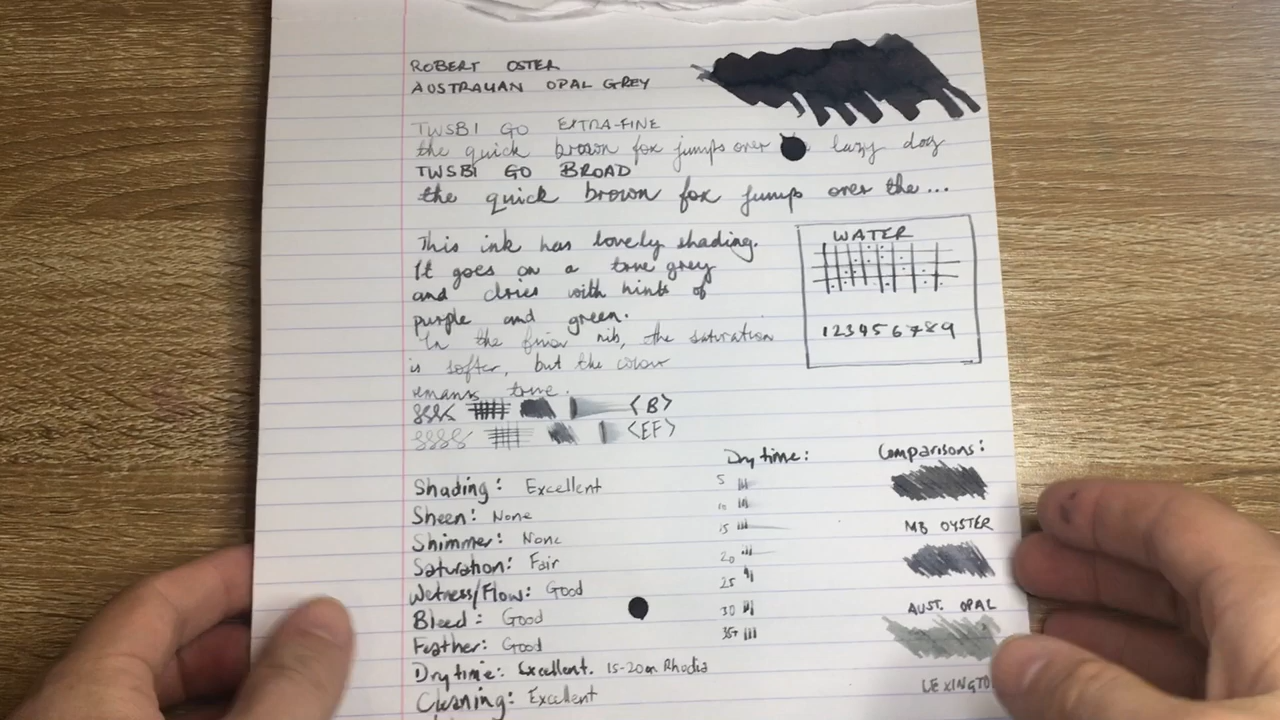 ROBERT OSTER
AUSTRALIAN OPAL GREY
TWSBI GO EXTRA-FINE
the quick brown fox jumps over lazy dog
TWSBI GO BROAD
the quick brown fox jumps over the...
This ink has lovely shading.
It goes on a true grey
and dries with hints of
purple and green.
In the finer nib, the saturation
is softer, but the colour
remains true.
<B>
<EF>
WATER
123456789
Shading: Excellent
Sheen: None
Shimmer: None
Saturation: Fair
Wetness/Flow: Good
Bleed: Good
Feather: Good
Dry time: Excellent. 15-20 on Rhodia
Cleaning: Excellent
Dry time:
5
10
15
20
25
30
35+
Comparisons:
MB OYSTER
AUST. OPAL
LEXINGTO